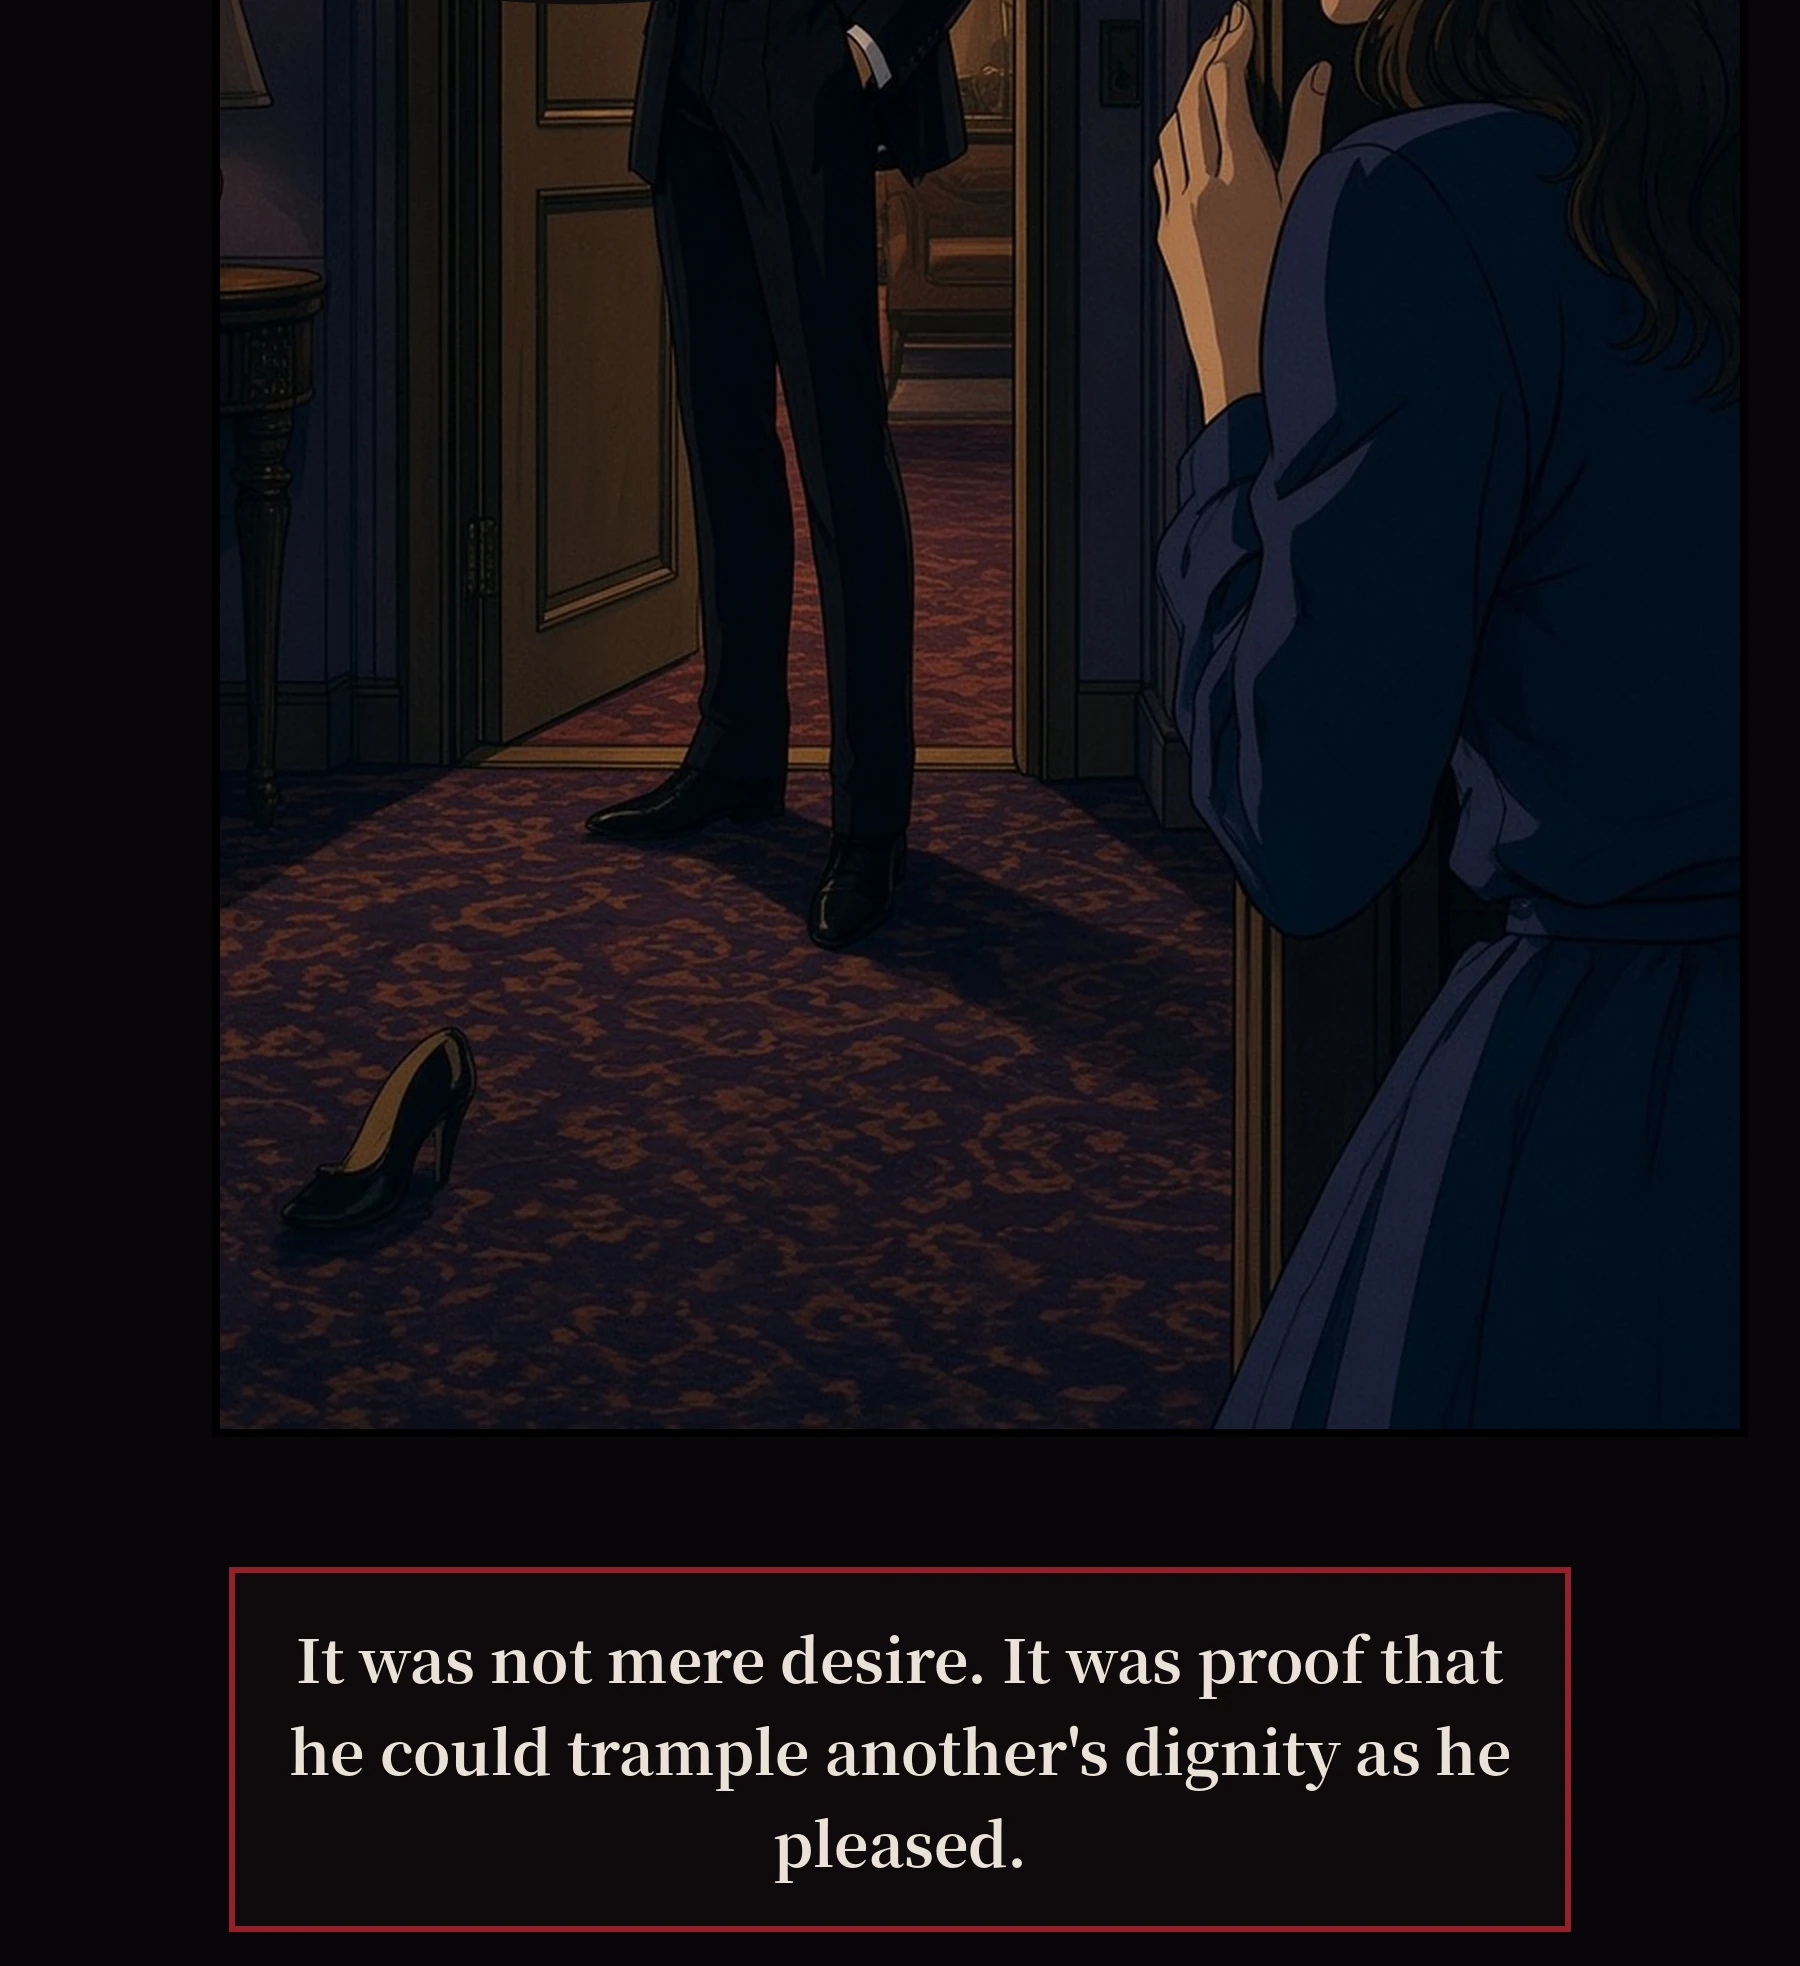 It was not mere desire. It was proof that
he could trample another's dignity as he
pleased.